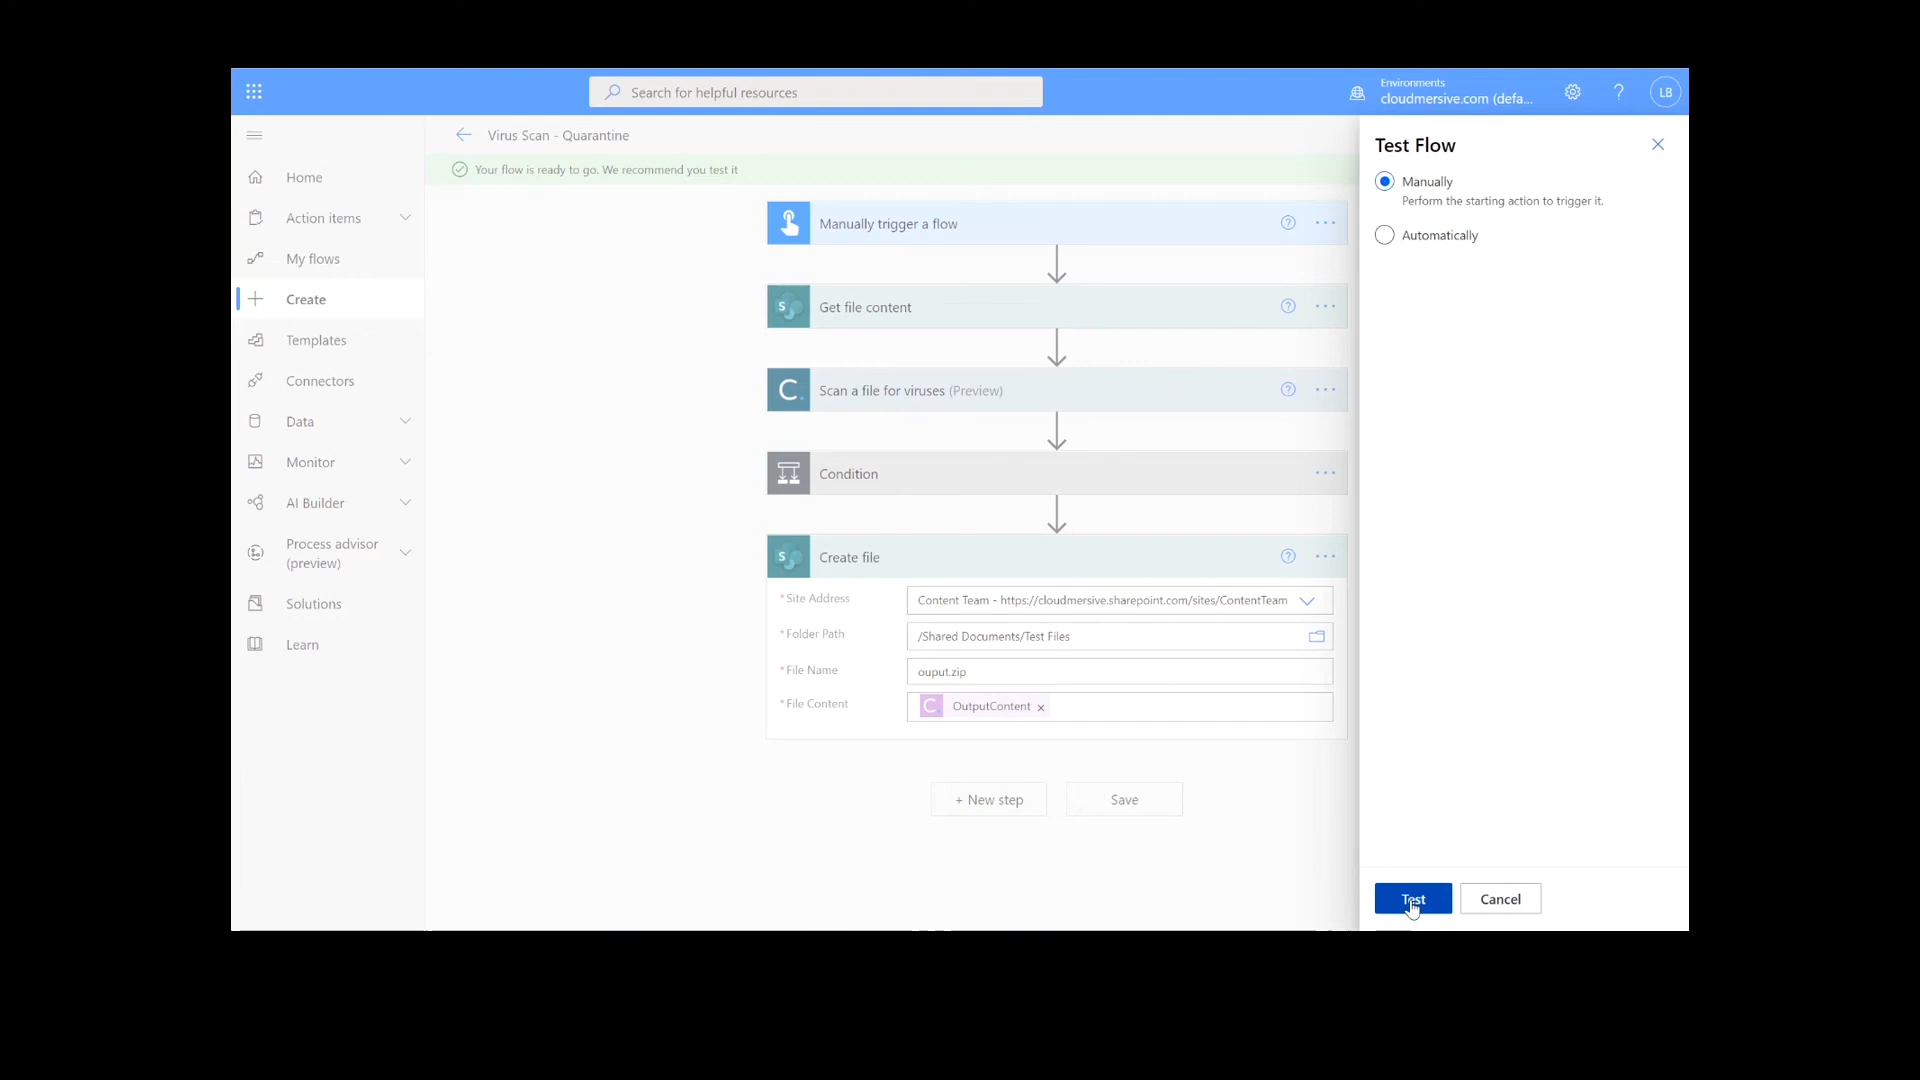 Search for helpful resources
Environments
cloudmersive.com (defa...
?
LB
Virus Scan - Quarantine
Your flow is ready to go. We recommend you test it
Home
Action items
My flows
Create
Templates
Connectors
Data
Monitor
AI Builder
Process advisor
(preview)
Solutions
Learn
Manually trigger a flow
Get file content
Scan a file for viruses (Preview)
Condition
Create file
*Site Address
Content Team - https://cloudmersive.sharepoint.com/sites/ContentTeam
*Folder Path
/Shared Documents/Test Files
*File Name
ouput.zip
*File Content
OutputContent ×
+ New step
Save
Test Flow
Manually
Perform the starting action to trigger it.
Automatically
Test
Cancel